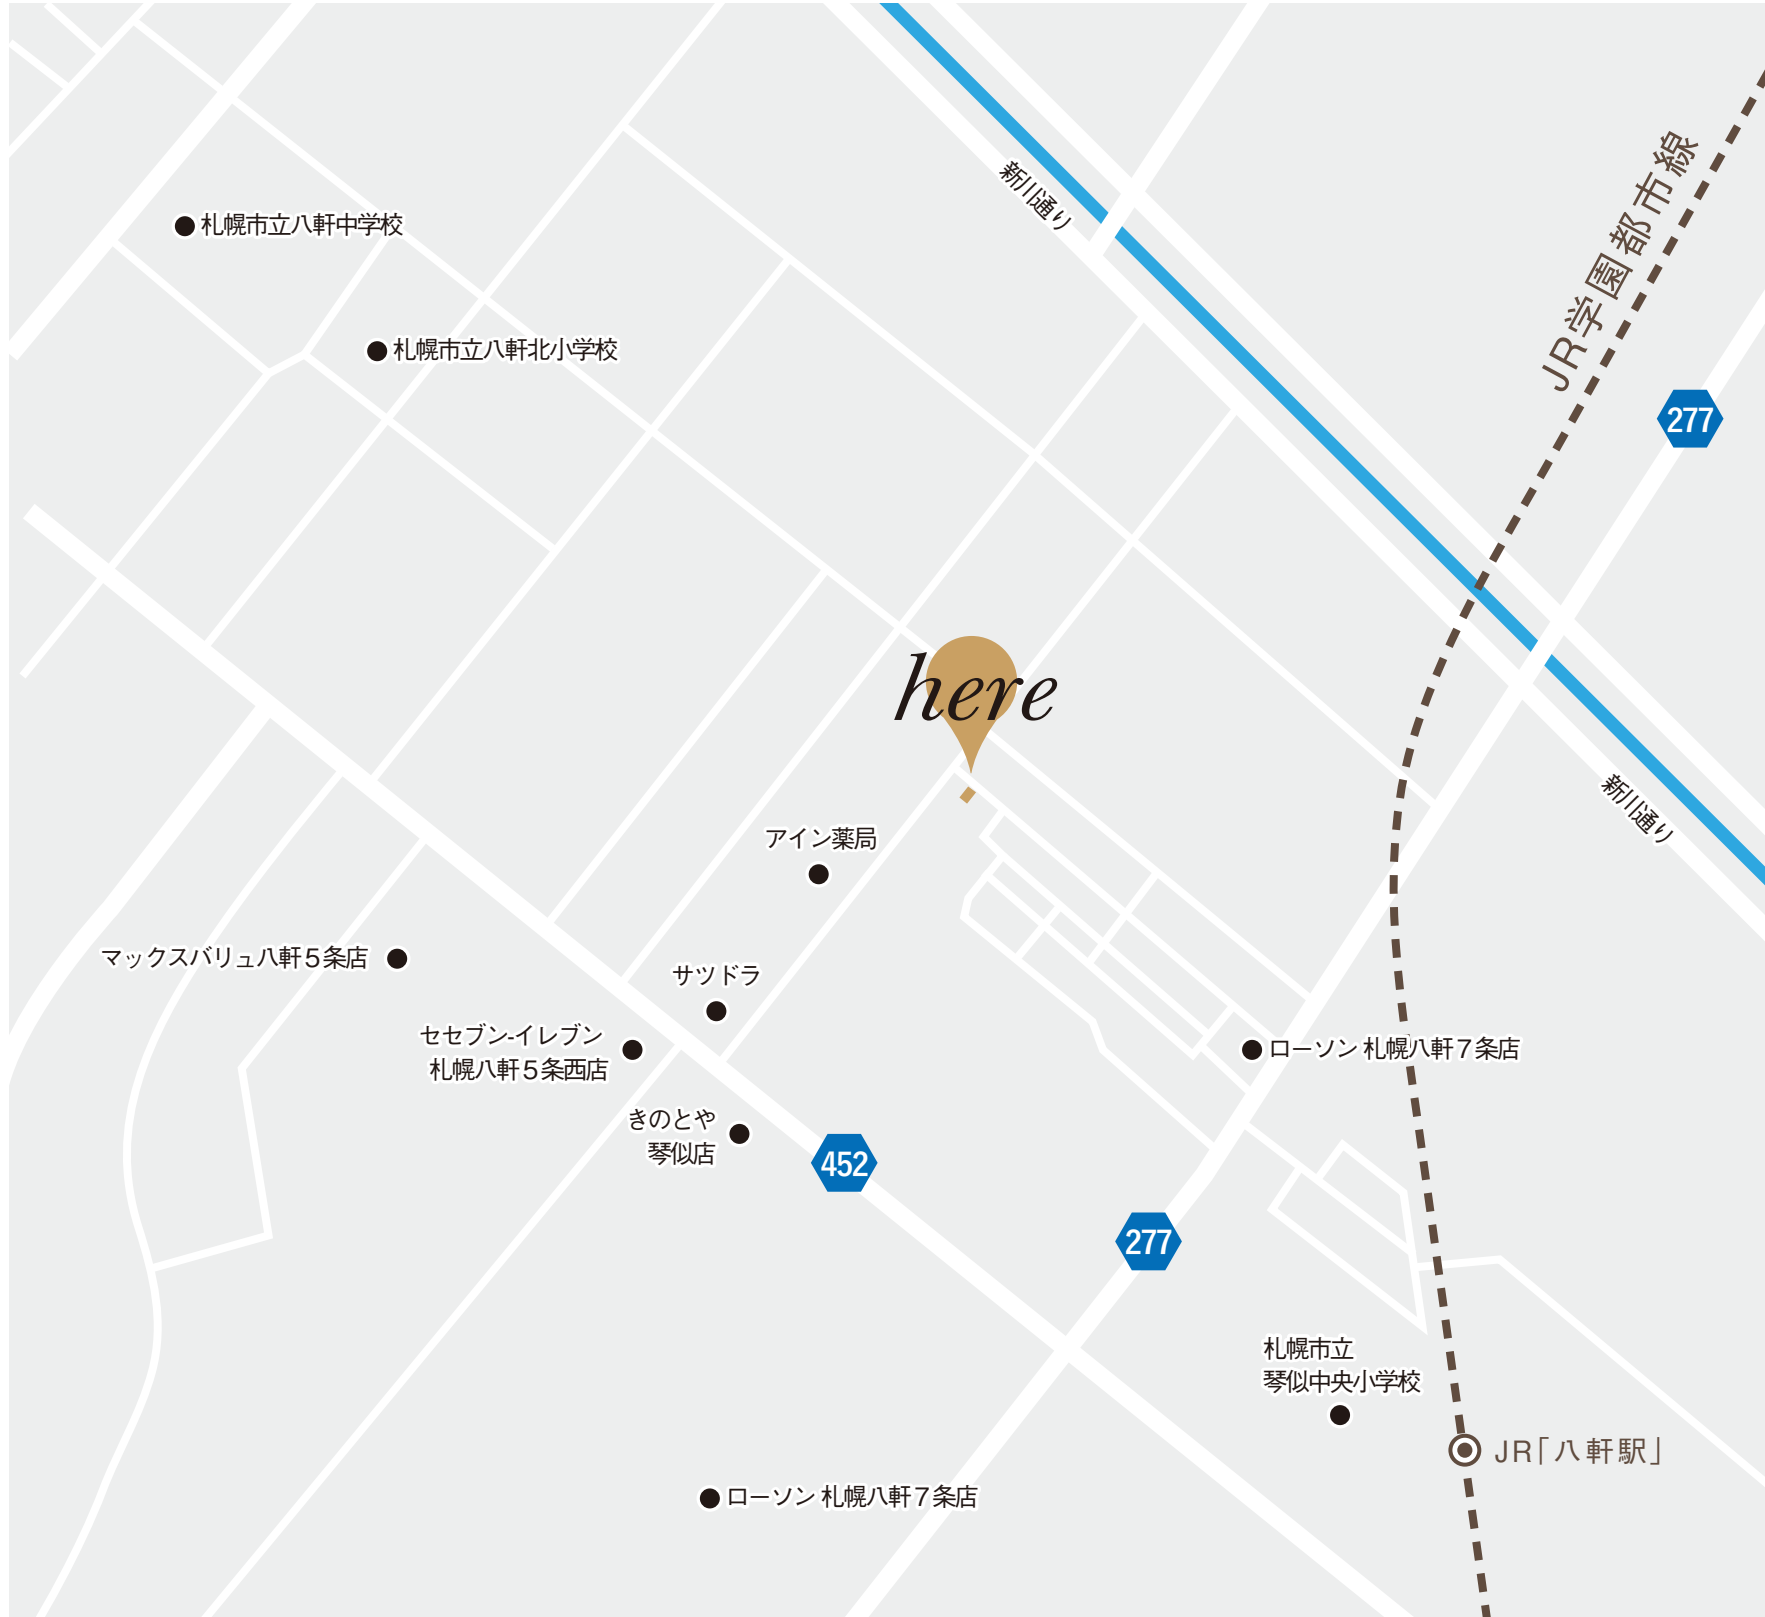 新川通り
JR学園都市線
札幌市立八軒中学校
札幌市立八軒北小学校
277
here
新川通り
アイン薬局
マックスバリュ八軒５条店
サツドラ
セセブン-イレブン
札幌八軒５条西店
ローソン 札幌八軒７条店
きのとや
琴似店
452
277
札幌市立
琴似中央小学校
JR「八軒駅」
ローソン 札幌八軒７条店